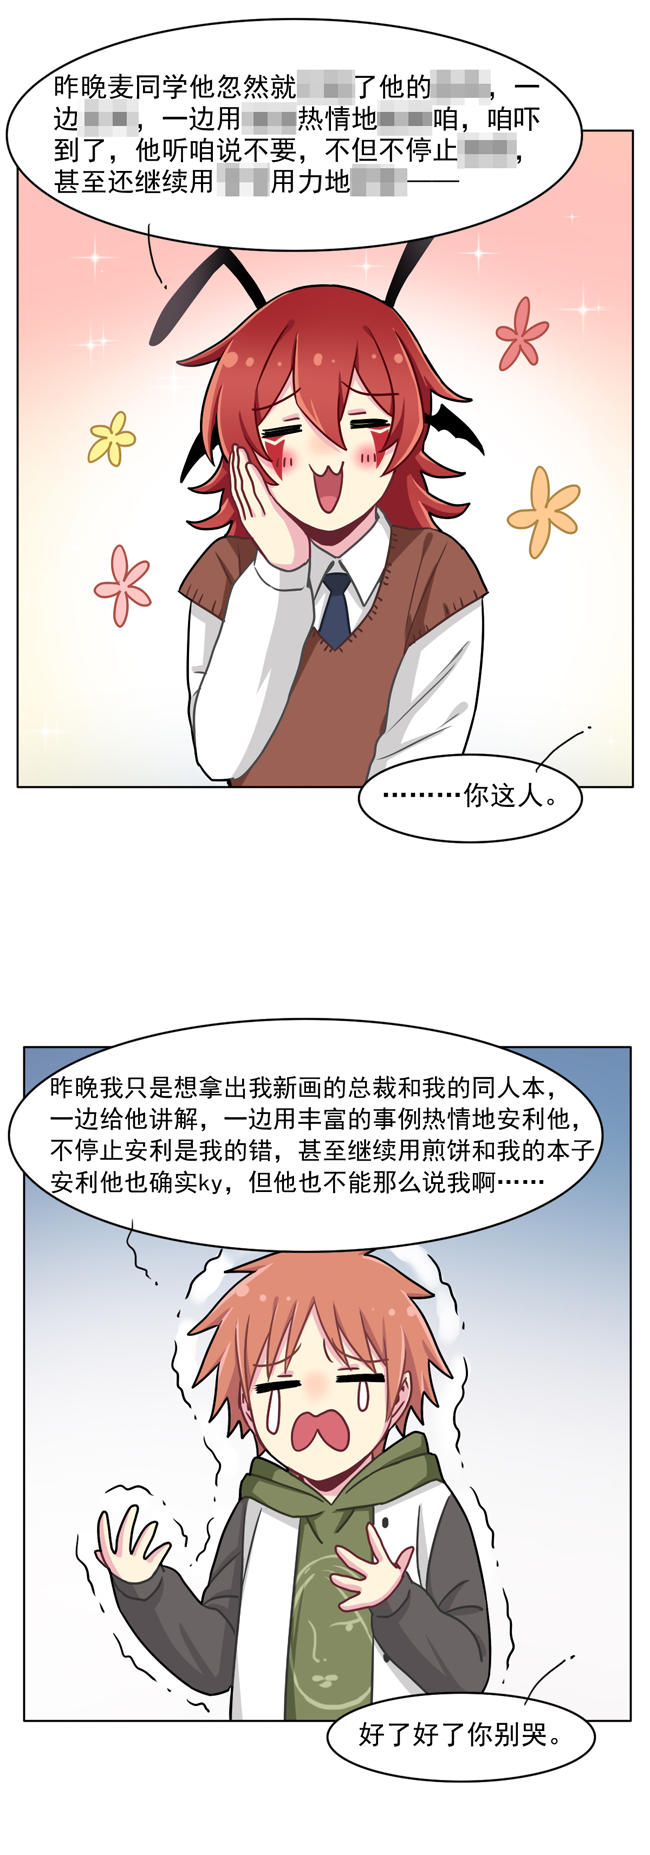 昨晚麦同学他忽然就了他的，一
边，一边用热情地咱，咱吓
到了，他听咱说不要，不但不停止，
甚至还继续用用力地——
………你这人。
昨晚我只是想拿出我新画的总裁和我的同人本，
一边给他讲解，一边用丰富的事例热情地安利他，
不停止安利是我的错，甚至继续用煎饼和我的本子
安利他也确实ky，但他也不能那么说我啊……
好了好了你别哭。